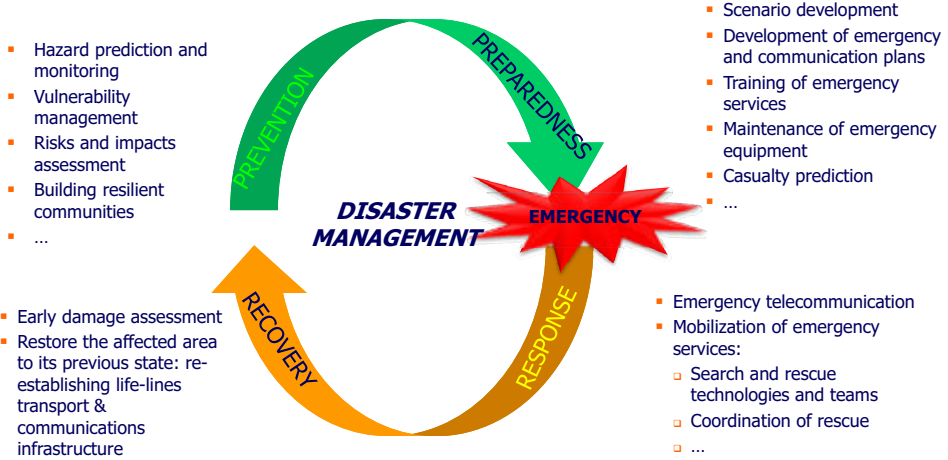 PREVENTION
▪ Hazard prediction and
monitoring
▪ Vulnerability
management
▪ Risks and impacts
assessment
▪ Building resilient
communities
▪ …
PREPAREDNESS
▪ Scenario development
▪ Development of emergency
and communication plans
▪ Training of emergency
services
▪ Maintenance of emergency
equipment
▪ Casualty prediction
▪ …
DISASTER
MANAGEMENT
EMERGENCY
RECOVERY
▪ Early damage assessment
▪ Restore the affected area
to its previous state: re-
establishing life-lines
transport &
communications
infrastructure
RESPONSE
▪ Emergency telecommunication
▪ Mobilization of emergency
services:
❑ Search and rescue
technologies and teams
❑ Coordination of rescue
❑ …